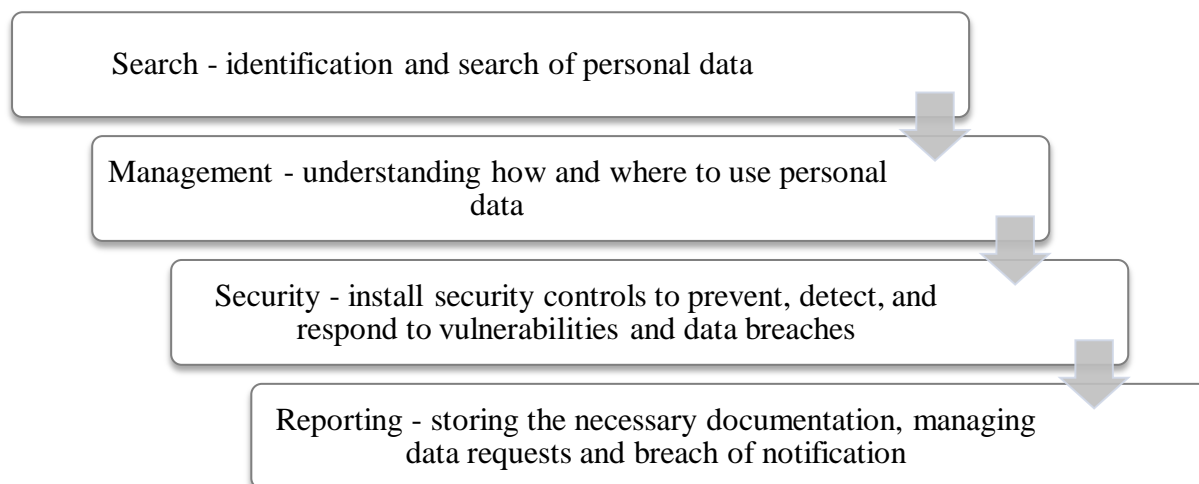 Search - identification and search of personal data
Management - understanding how and where to use personal
data
Security - install security controls to prevent, detect, and
respond to vulnerabilities and data breaches
Reporting - storing the necessary documentation, managing
data requests and breach of notification